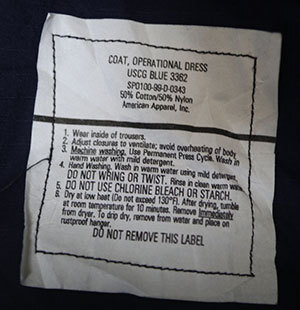 COAT, OPERATIONAL DRESS
USCG BLUE 3362
SPO100-99-D-0343
50% Cotton/50% Nylon
American Apparel, Inc.
1. Wear inside of trousers.
2. Adjust closures to ventilate; avoid overheating of body
3. Machine washing. Use Permanent Press Cycle. Wash in
warm water with mild detergent.
4. Hand Washing. Wash in warm water using mild detergent.
DO NOT WRING OR TWIST. Rinse in clean warm water.
5. DO NOT USE CHLORINE BLEACH OR STARCH.
6. Dry at low heat (Do not exceed 130°F). After drying, tumble
at room temperature for 10 minutes. Remove immediately
from dryer. To drip dry, remove from water and place on
rustproof hanger.
DO NOT REMOVE THIS LABEL